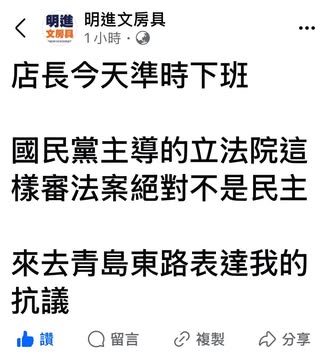 明進文房具
明進
文房具
1小時
店長今天準時下班
國民黨主導的立法院這
樣審法案絕對不是民主
來去青島東路表達我的
抗議
讚
留言
複製
分享